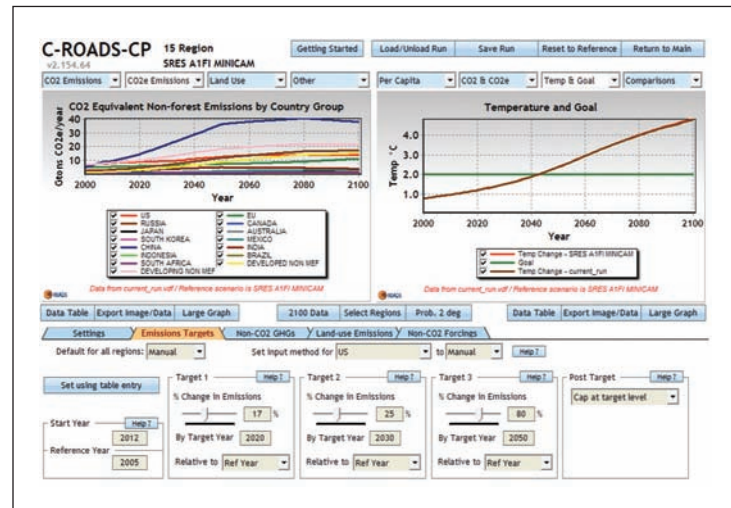 C-ROADS-CP
v2.154.64
15 Region
SRES A1FI MINICAM
Getting Started
Load/Unload Run
Save Run
Reset to Reference
Return to Main
CO2 Emissions
CO2e Emissions
Land Use
Other
Per Capita
CO2 & CO2e
Temp & Goal
Comparisons
CO2 Equivalent Non-forest Emissions by Country Group
Gtons CO2e/year
40
30
20
10
2000 2020 2040 2060 2080 2100
Year
US
EU
RUSSIA
CANADA
JAPAN
AUSTRALIA
SOUTH KOREA
MEXICO
CHINA
INDIA
INDONESIA
BRAZIL
SOUTH AFRICA
DEVELOPED NON MEF
DEVELOPING NON MEF
Data from current_run.vdf / Reference scenario is SRES A1FI MINICAM
Temperature and Goal
Temp °C
4.0
3.0
2.0
1.0
2000 2020 2040 2060 2080 2100
Year
Temp Change - SRES A1FI MINICAM
Goal
Temp Change - current_run
Data from current_run.vdf / Reference scenario is SRES A1FI MINICAM
Data Table
Export Image/Data
Large Graph
2100 Data
Select Regions
Prob. 2 deg
Data Table
Export Image/Data
Large Graph
Settings
Emissions Targets
Non-CO2 GHGs
Land-use Emissions
Non-CO2 Forcings
Default for all regions: Manual
Set input method for US to Manual Help ?
Set using table entry
Start Year Help ?
2012
Reference Year
2005
Target 1 Help ?
% Change in Emissions
17 %
By Target Year 2020
Relative to Ref Year
Target 2 Help ?
% Change in Emissions
25 %
By Target Year 2030
Relative to Ref Year
Target 3 Help ?
% Change in Emissions
80 %
By Target Year 2050
Relative to Ref Year
Post Target Help ?
Cap at target level